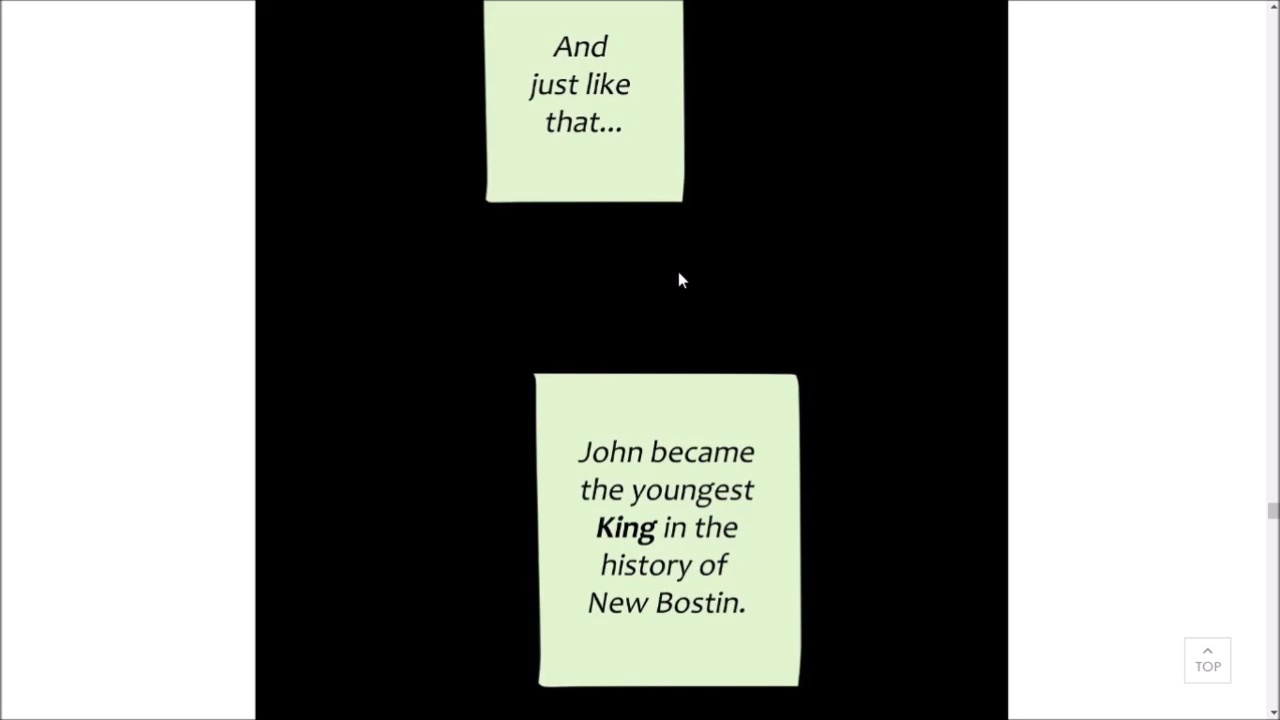 And
just like
that...
John became
the youngest
King in the
history of
New Bostin.
TOP